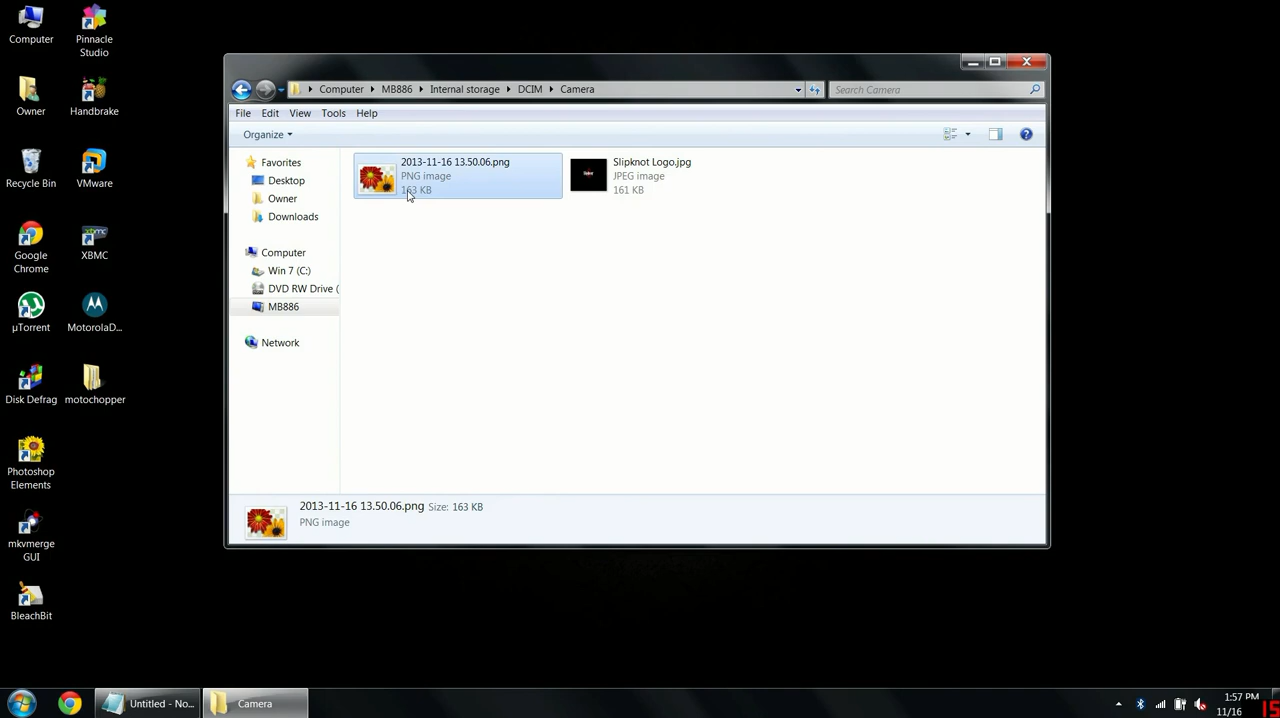 Computer
Pinnacle
Studio
Owner
Handbrake
Recycle Bin
VMware
Google
Chrome
XBMC
µTorrent
MotorolaD...
Disk Defrag
motochopper
Photoshop
Elements
mkvmerge
GUI
BleachBit
Computer
MB886
Internal storage
DCIM
Camera
Search Camera
File Edit View Tools Help
Organize
Favorites
Desktop
Owner
Downloads
Computer
Win 7 (C:)
DVD RW Drive (
MB886
Network
2013-11-16 13.50.06.png
PNG image
163 KB
Slipknot Logo.jpg
JPEG image
161 KB
2013-11-16 13.50.06.png Size: 163 KB
PNG image
Untitled - No...
Camera
1:57 PM
11/16
15